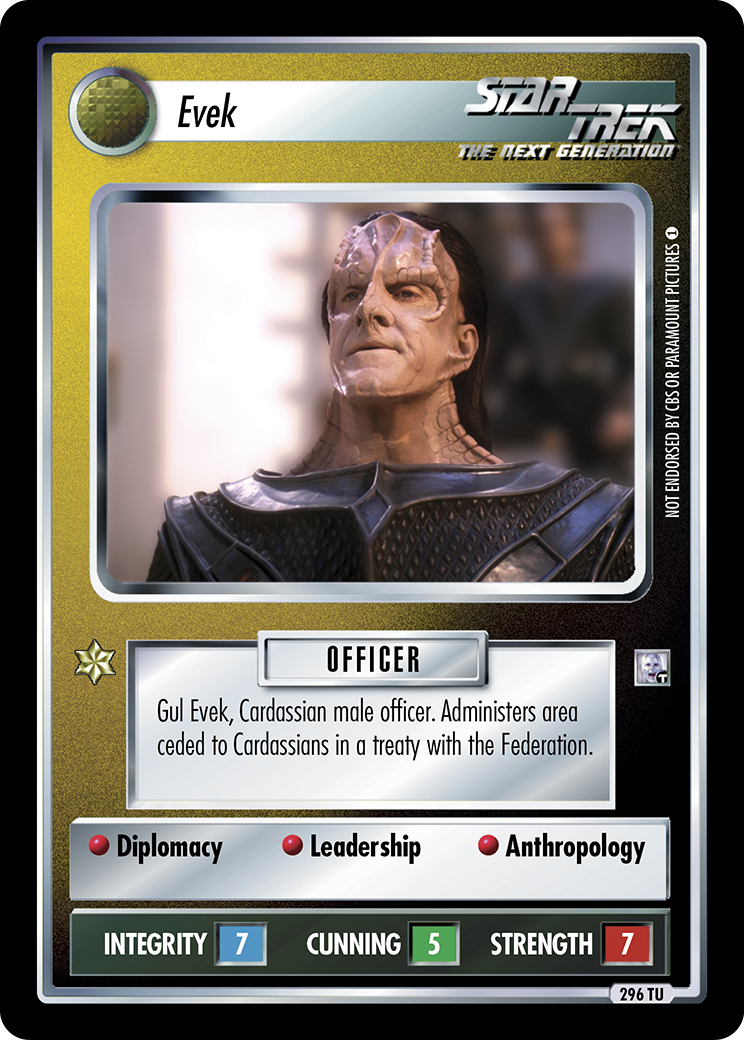 Evek
STAR TREK
THE NEXT GENERATION
NOT ENDORSED BY CBS OR PARAMOUNT PICTURES 1
OFFICER
T
Gul Evek, Cardassian male officer. Administers area
ceded to Cardassians in a treaty with the Federation.
Diplomacy Leadership Anthropology
INTEGRITY 7 CUNNING 5 STRENGTH 7
296 TU